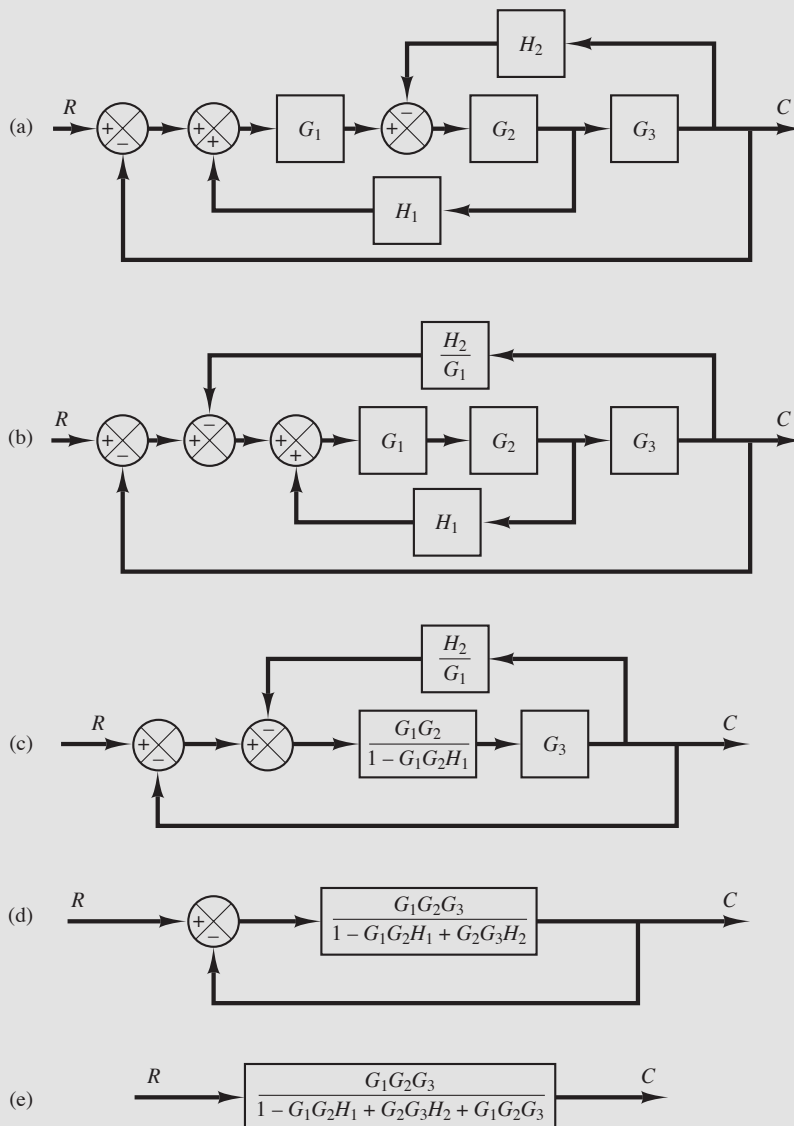 H₂
(a) R + − + + G₁ − G₂ G₃ C
H₁
H₂
G₁
(b) R + − − + + G₁ G₂ G₃ C
H₁
H₂
G₁
(c) R + − − + G₁G₂ G₃ C
1 − G₁G₂H₁
(d) R + − G₁G₂G₃ C
1 − G₁G₂H₁ + G₂G₃H₂
(e) R G₁G₂G₃ C
1 − G₁G₂H₁ + G₂G₃H₂ + G₁G₂G₃